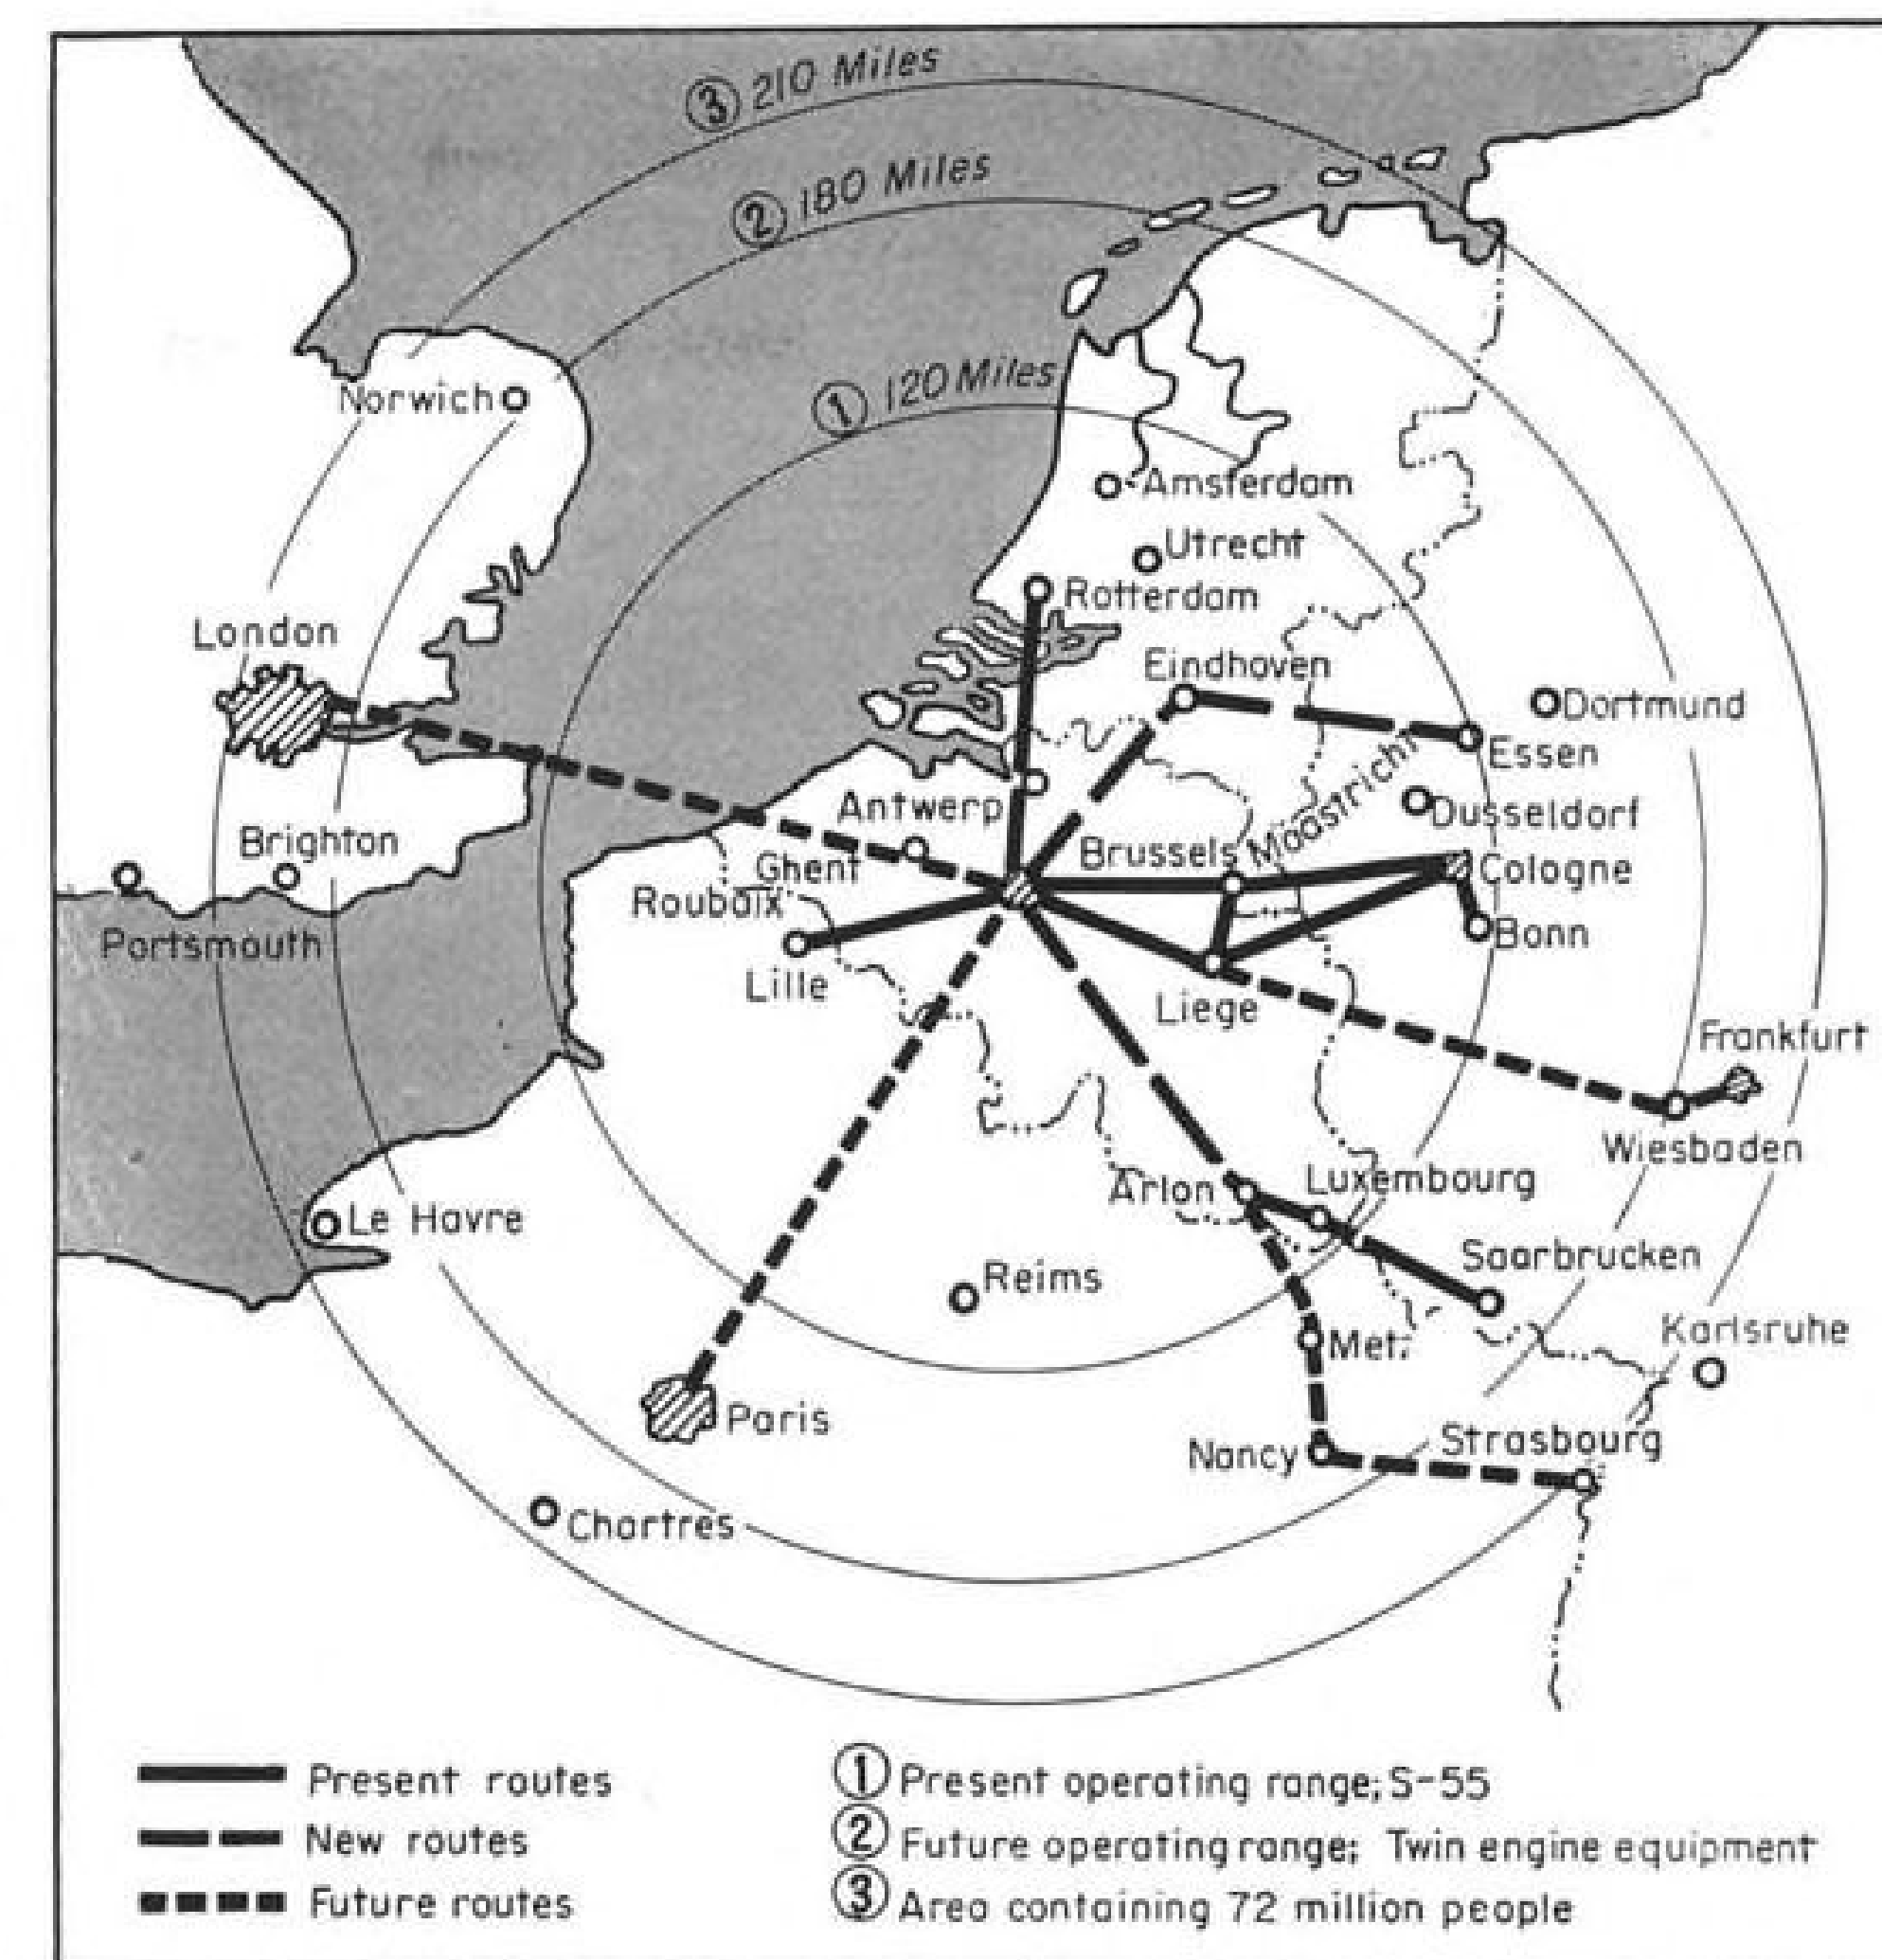 ③ 210 Miles
② 180 Miles
① 120 Miles
Norwich
Amsterdam
Utrecht
Rotterdam
London
Eindhoven
Dortmund
Essen
Maastricht
Dusseldorf
Antwerp
Brighton
Brussels
Ghent
Cologne
Roubaix
Bonn
Portsmouth
Lille
Liege
Frankfurt
Wiesbaden
Arlon
Luxembourg
Le Havre
Saarbrucken
Reims
Karlsruhe
Met:
Paris
Nancy
Strasbourg
Chartres
Present routes
New routes
Future routes
① Present operating range; S-55
② Future operating range; Twin engine equipment
③ Area containing 72 million people